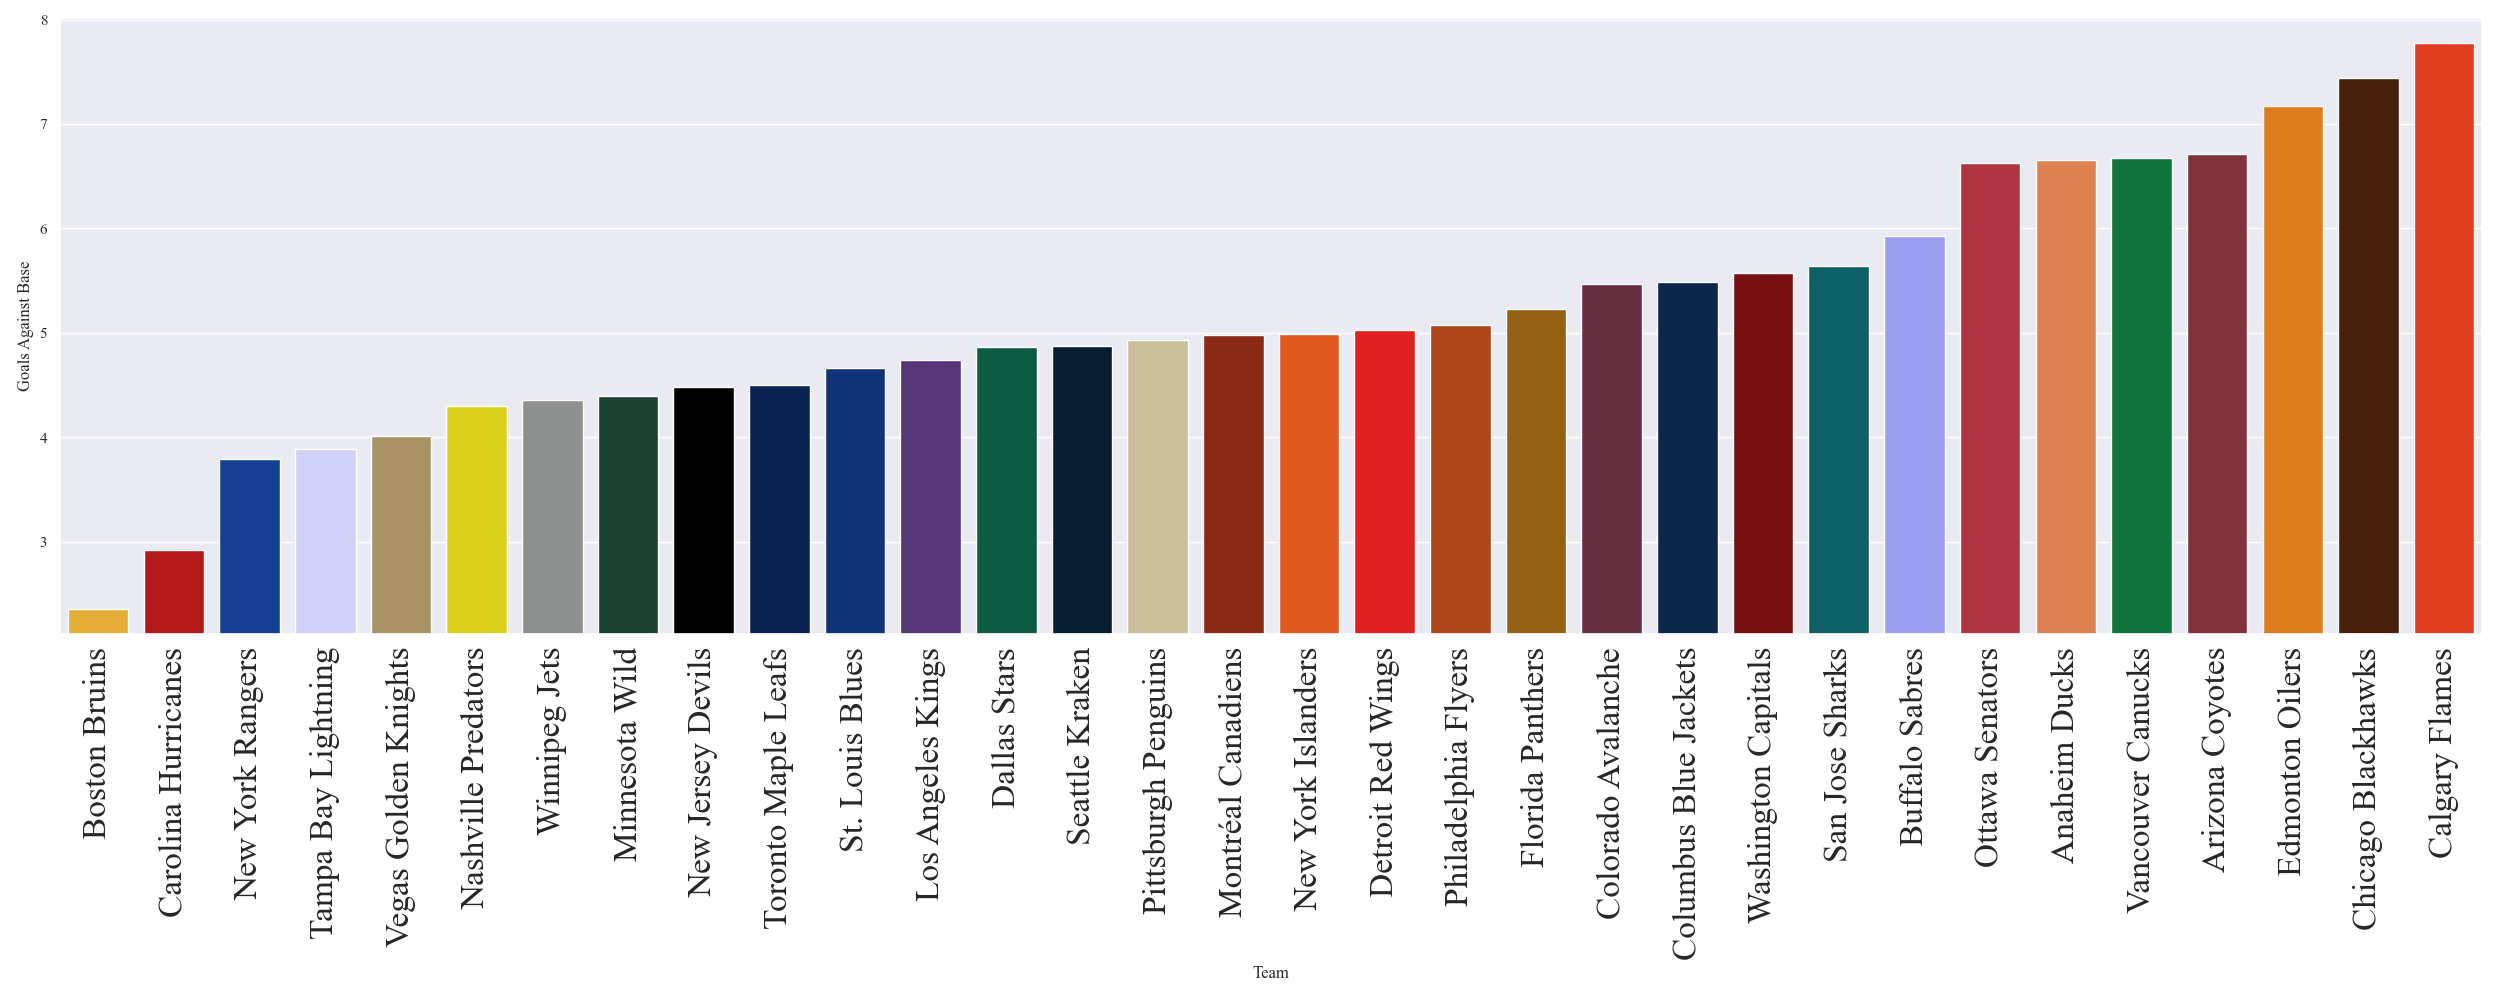 8
7
6
5
4
3
Goals Against Base
Boston Bruins
Carolina Hurricanes
New York Rangers
Tampa Bay Lightning
Vegas Golden Knights
Nashville Predators
Winnipeg Jets
Minnesota Wild
New Jersey Devils
Toronto Maple Leafs
St. Louis Blues
Los Angeles Kings
Dallas Stars
Seattle Kraken
Pittsburgh Penguins
Montréal Canadiens
New York Islanders
Detroit Red Wings
Philadelphia Flyers
Florida Panthers
Colorado Avalanche
Columbus Blue Jackets
Washington Capitals
San Jose Sharks
Buffalo Sabres
Ottawa Senators
Anaheim Ducks
Vancouver Canucks
Arizona Coyotes
Edmonton Oilers
Chicago Blackhawks
Calgary Flames
Team